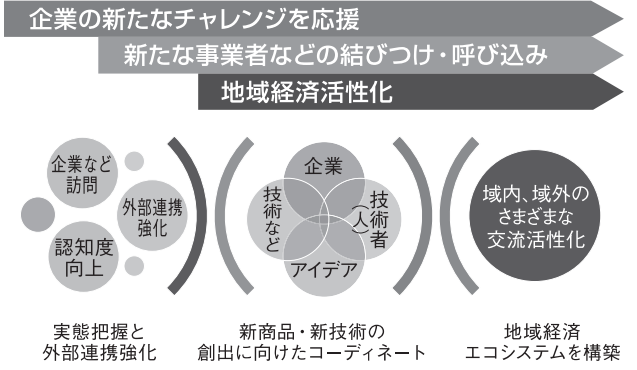 企業の新たなチャレンジを応援
新たな事業者などの結びつけ・呼び込み
地域経済活性化
企業など
訪問
外部連携
強化
認知度
向上
企業
技術など
技術者
(人)
アイデア
域内、域外の
さまざまな
交流活性化
実態把握と
外部連携強化
新商品・新技術の
創出に向けたコーディネート
地域経済
エコシステムを構築